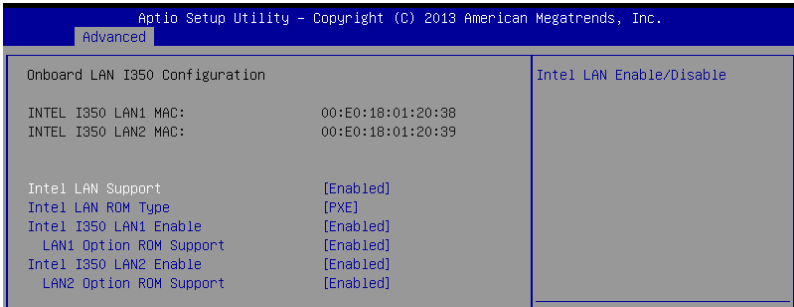 Aptio Setup Utility – Copyright (C) 2013 American Megatrends, Inc.
Advanced
Onboard LAN I350 Configuration
Intel LAN Enable/Disable
INTEL I350 LAN1 MAC: 00:E0:18:01:20:38
INTEL I350 LAN2 MAC: 00:E0:18:01:20:39
Intel LAN Support [Enabled]
Intel LAN ROM Type [PXE]
Intel I350 LAN1 Enable [Enabled]
LAN1 Option ROM Support [Enabled]
Intel I350 LAN2 Enable [Enabled]
LAN2 Option ROM Support [Enabled]